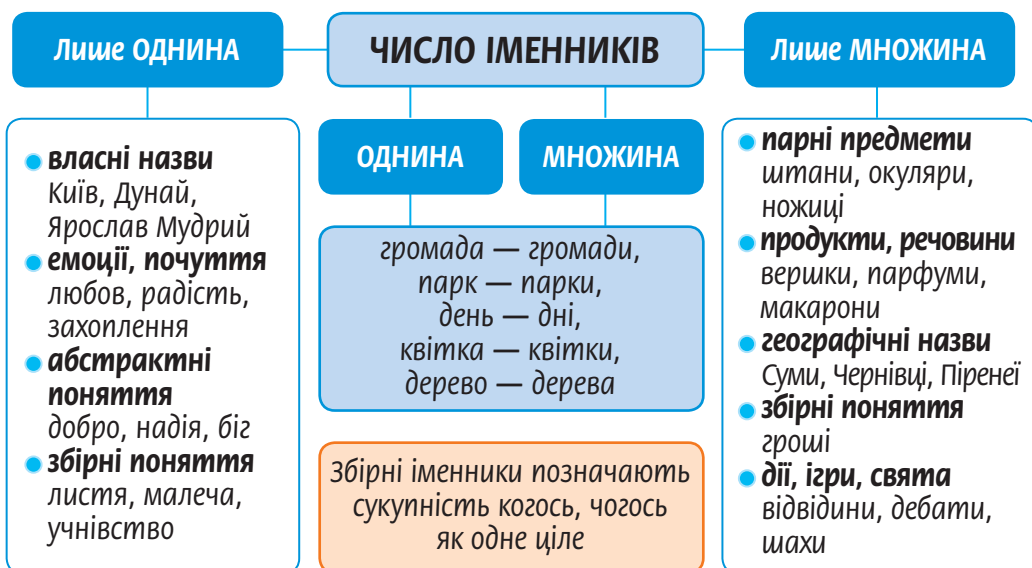 Лише ОДНИНА
ЧИСЛО ІМЕННИКІВ
Лише МНОЖИНА
власні назви
Київ, Дунай,
Ярослав Мудрий
емоції, почуття
любов, радість,
захоплення
абстрактні
поняття
добро, надія, біг
збірні поняття
листя, малеча,
учнівство
ОДНИНА
МНОЖИНА
громада — громади,
парк — парки,
день — дні,
квітка — квітки,
дерево — дерева
Збірні іменники позначають
сукупність когось, чогось
як одне ціле
парні предмети
штани, окуляри,
ножиці
продукти, речовини
вершки, парфуми,
макарони
географічні назви
Суми, Чернівці, Піренеї
збірні поняття
гроші
дії, ігри, свята
відвідини, дебати,
шахи